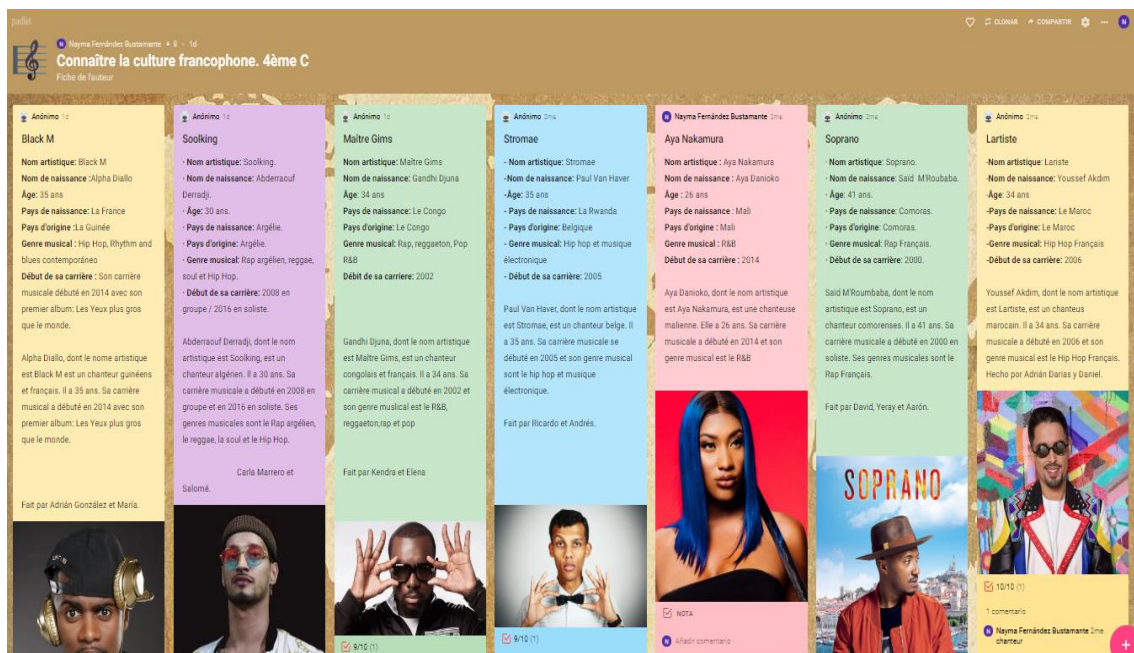 padlet
CLONAR
COMPARTIR
N
N
Nayma Fernández Bustamante + 8 · 1d
Connaître la culture francophone. 4ème C
Fiche de l'auteur
Anónimo 1d
Black M
Nom artistique: Black M
Nom de naissance :Alpha Diallo
Âge: 35 ans
Pays de naissance: La France
Pays d'origine :La Guinée
Genre musical : Hip Hop, Rhythm and
blues contemporáneo
Début de sa carrière : Son carrière
musicale débuté en 2014 avec son
premier album: Les Yeux plus gros
que le monde.
Alpha Diallo, dont le nome artistique
est Black M est un chanteur guinéens
et français. Il a 35 ans. Sa carrière
musical a débuté en 2014 avec son
premier album: Les Yeux plus gros
que le monde.
Fait par Adrián González et María.
Anónimo 1d
Soolking
· Nom artistique: Soolking.
· Nom de naissance: Abderraouf
Derradji.
· Âge: 30 ans.
· Pays de naissance: Argélie.
· Pays d'origine: Argélie.
· Genre musical: Rap argélien, reggae,
soul et Hip Hop.
· Début de sa carrière: 2008 en
groupe / 2016 en soliste.
Abderraouf Derradji, dont le nom
artistique est Soolking, est un
chanteur algérien. Il a 30 ans. Sa
carrière musicale a débuté en 2008 en
groupe et en 2016 en soliste. Ses
genres musicales sont le Rap argélien,
le reggae, la soul et le Hip Hop.
Carla Marrero et
Salomé.
Anónimo 1d
Maitre Gims
Nom artistique: Maître Gims
Nom de naissance: Gandhi Djuna
Âge: 34 ans
Pays de naissance: Le Congo
Pays d'origine: Le Congo
Genre musical: Rap, reggaeton, Pop
R&B
Débit de sa carriere: 2002
Gandhi Djuna, dont le nom artistique
est Maître Gims, est un chanteur
congolais et français. Il a 34 ans. Sa
carrière musical a débuté en 2002 et
son genre muslical est le R&B,
reggaeton,rap et pop
Fait par Kendra et Elena
9/10 (1)
Anónimo 2me
Stromae
- Nom artistique: Stromae
-Nom de naissance: Paul Van Haver
-Âge: 35 ans
- Pays de naissance: La Rwanda
- Pays d'origine: Belgique
- Genre musical: Hip hop et musique
électronique
- Début de sa carrière: 2005
Paul Van Haver, dont le nom artistique
est Stromae, est un chanteur belge. Il
a 35 ans. Sa carrière musicale se
débuté en 2005 et son genre musical
sont le hip hop et musique
électronique.
Fait par Ricardo et Andrés.
9/10 (1)
N
Nayma Fernández Bustamante 2me
Aya Nakamura
Nom artistique : Aya Nakamura
Nom de naissance : Aya Danioko
Âge : 26 ans
Pays de naissance : Mali
Pays d'origine : Mali
Genre musical : R&B
Début de sa carrière : 2014
Aya Danioko, dont le nom artistique
est Aya Nakamura, est une chanteuse
malienne. Elle a 26 ans. Sa carrière
musicale a débuté en 2014 et son
genre musical est le R&B
NOTA
N
Añadir comentario
Anónimo 2me
Soprano
· Nom artistique: Soprano.
· Nom de naissance: Saïd M'Roubaba.
· Âge: 41 ans.
· Pays de naissance: Comoras.
· Pays d'origine: Comoras.
· Genre musical: Rap Français.
· Début de sa carrière: 2000.
Saïd M'Roumbaba, dont le nom
artistique est Soprano, est un
chanteur comorenses. Il a 41 ans. Sa
carrière musicale a débuté en 2000 en
soliste. Ses genres musicales sont le
Rap Français.
Fait par David, Yeray et Aarón.
SOPRANO
Anónimo 2me
Lartiste
-Nom artistique: Lariste
-Nom de naissance: Youssef Akdim
-Âge: 34 ans
-Pays de naissance: Le Maroc
-Pays d'origine: Le Maroc
-Genre musical: Hip Hop Français
-Début de sa carrière: 2006
Youssef Akdim, dont le nom artistique
est Lartiste, est un chanteus
marocain. Il a 34 ans. Sa carrière
musicale a débuté en 2006 et son
genre musical est le Hip Hop Français.
Hecho por Adrián Darias y Daniel.
10/10 (1)
1 comentario
N
Nayma Fernández Bustamante 2me
chanteur